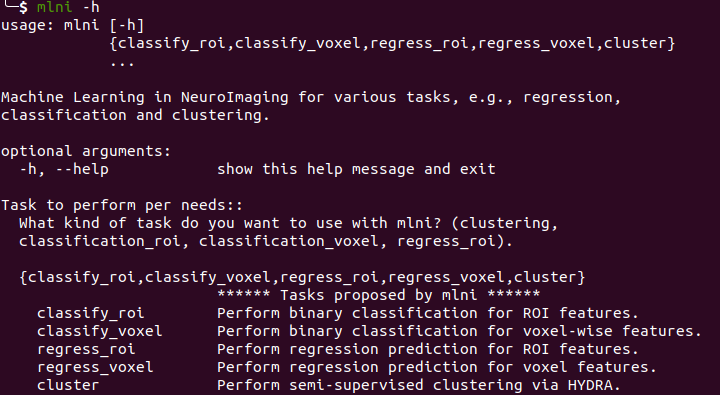 └─$ mlni -h
usage: mlni [-h]
            {classify_roi,classify_voxel,regress_roi,regress_voxel,cluster}
            ...

Machine Learning in NeuroImaging for various tasks, e.g., regression,
classification and clustering.

optional arguments:
  -h, --help            show this help message and exit

Task to perform per needs::
  What kind of task do you want to use with mlni? (clustering,
  classification_roi, classification_voxel, regress_roi).

  {classify_roi,classify_voxel,regress_roi,regress_voxel,cluster}
                        ****** Tasks proposed by mlni ******
    classify_roi        Perform binary classification for ROI features.
    classify_voxel      Perform binary classification for voxel-wise features.
    regress_roi         Perform regression prediction for ROI features.
    regress_voxel       Perform regression prediction for voxel features.
    cluster             Perform semi-supervised clustering via HYDRA.